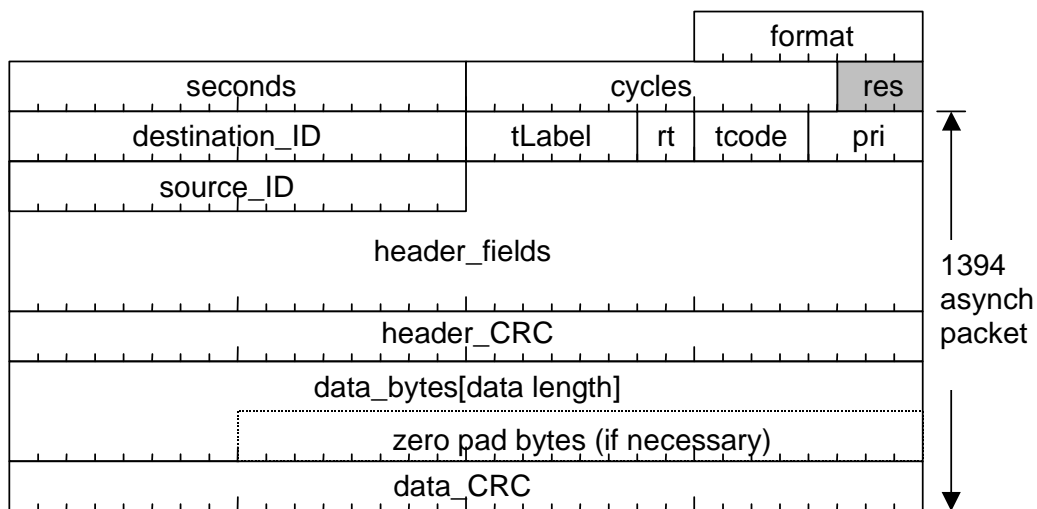 format
seconds cycles res
destination_ID tLabel rt tcode pri
source_ID
header_fields
1394
asynch
packet
header_CRC
data_bytes[data length]
zero pad bytes (if necessary)
data_CRC